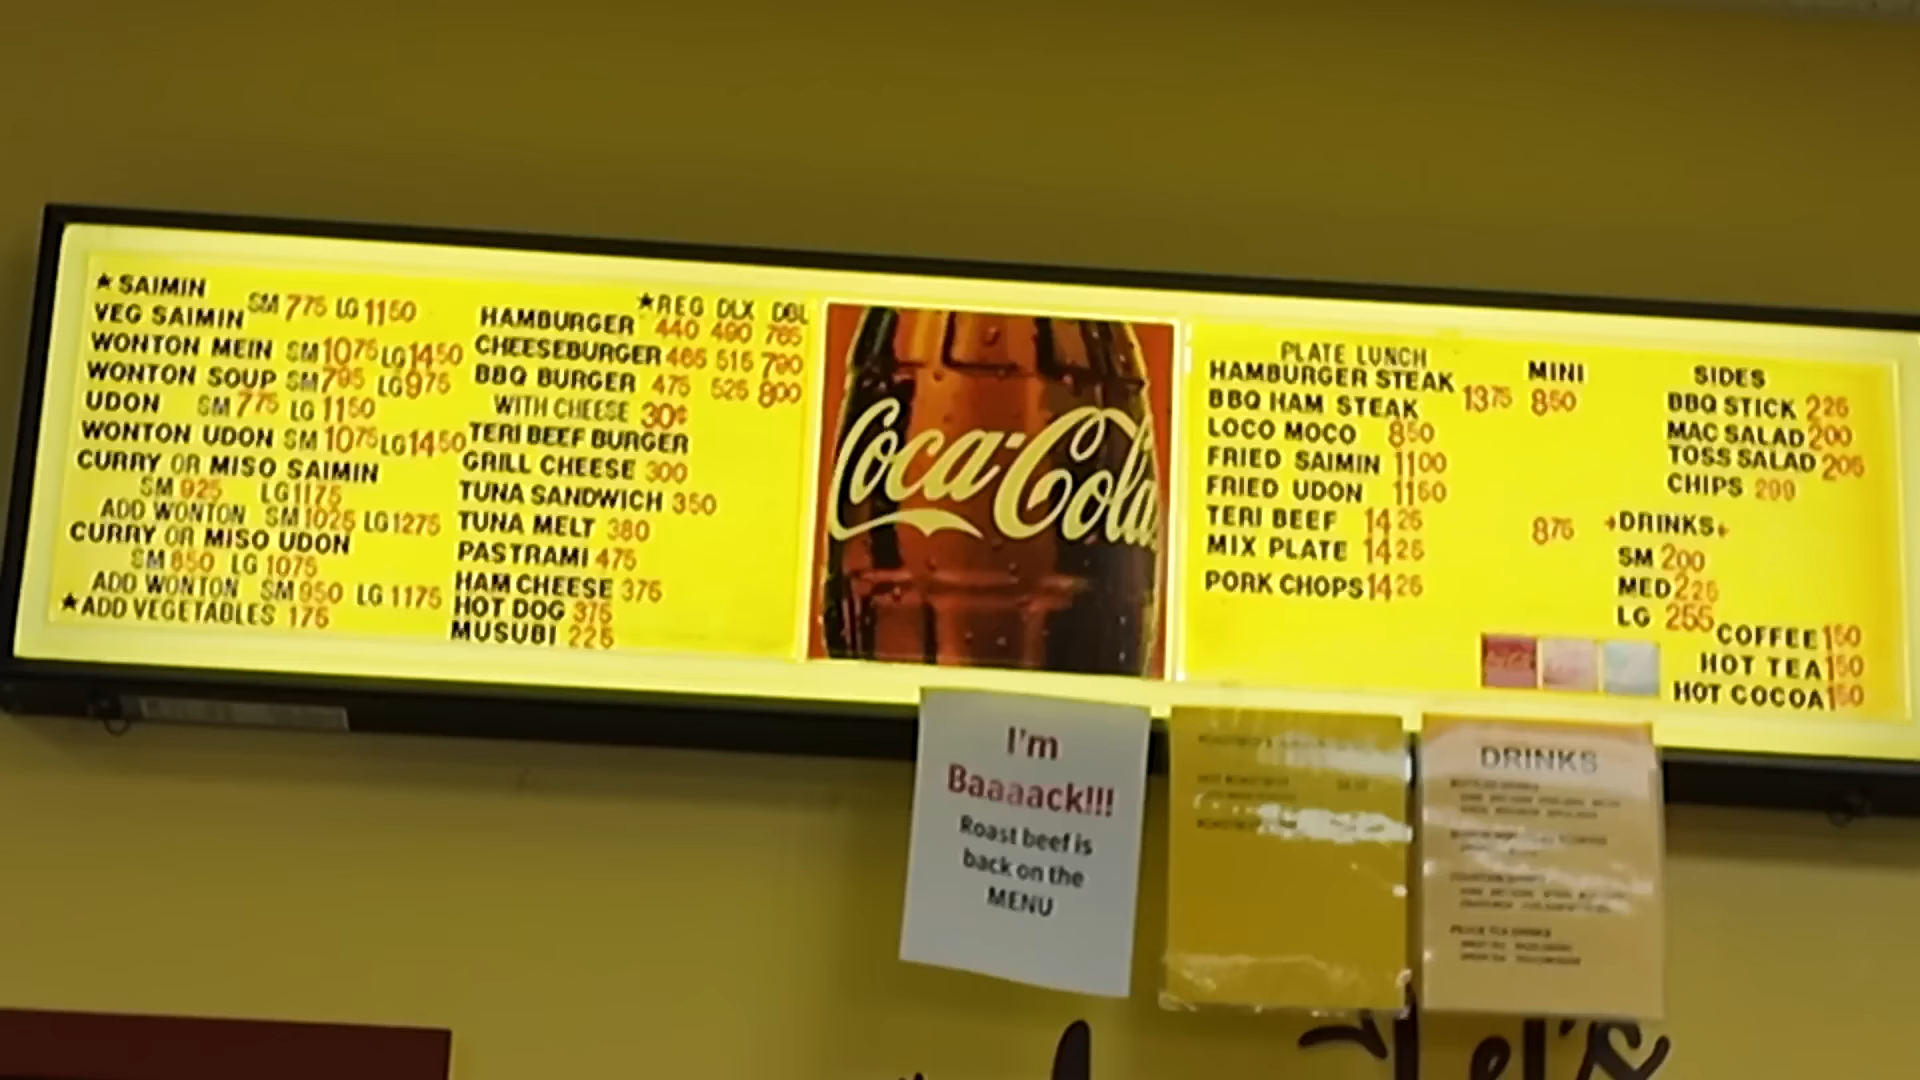 ★ SAIMIN
SM 775 LG 1150
VEG SAIMIN
WONTON MEIN SM 1075 LG 1450
WONTON SOUP SM 795 LG 975
UDON SM 775 LG 1150
WONTON UDON SM 1075 LG 1450
CURRY OR MISO SAIMIN
SM 925 LG 1175
ADD WONTON SM 1025 LG 1275
CURRY OR MISO UDON
SM 850 LG 1075
ADD WONTON SM 950 LG 1175
★ ADD VEGETABLES 175
★ REG DLX DBL
HAMBURGER 440 490 765
CHEESEBURGER 465 515 790
BBQ BURGER 475 525 800
WITH CHEESE 30¢
TERI BEEF BURGER
GRILL CHEESE 300
TUNA SANDWICH 350
TUNA MELT 380
PASTRAMI 475
HAM CHEESE 375
HOT DOG 375
MUSUBI 225
Coca-Cola
PLATE LUNCH
MINI
HAMBURGER STEAK
BBQ HAM STEAK 1375 850
LOCO MOCO 850
FRIED SAIMIN 1100
FRIED UDON 1150
TERI BEEF 1425 875
MIX PLATE 1425
PORK CHOPS 1425
SIDES
BBQ STICK 225
MAC SALAD 200
TOSS SALAD 205
CHIPS 299
DRINKS
SM 200
MED 225
LG 255
COFFEE 150
HOT TEA 150
HOT COCOA 150
I'm
Baaaack!!!
Roast beef is
back on the
MENU
DRINKS